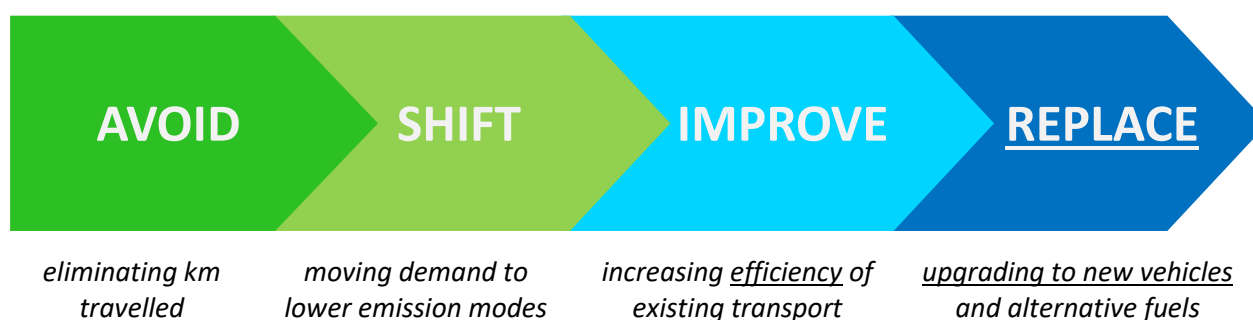 AVOID
SHIFT
IMPROVE
REPLACE
eliminating km
travelled
moving demand to
lower emission modes
increasing efficiency of
existing transport
upgrading to new vehicles
and alternative fuels